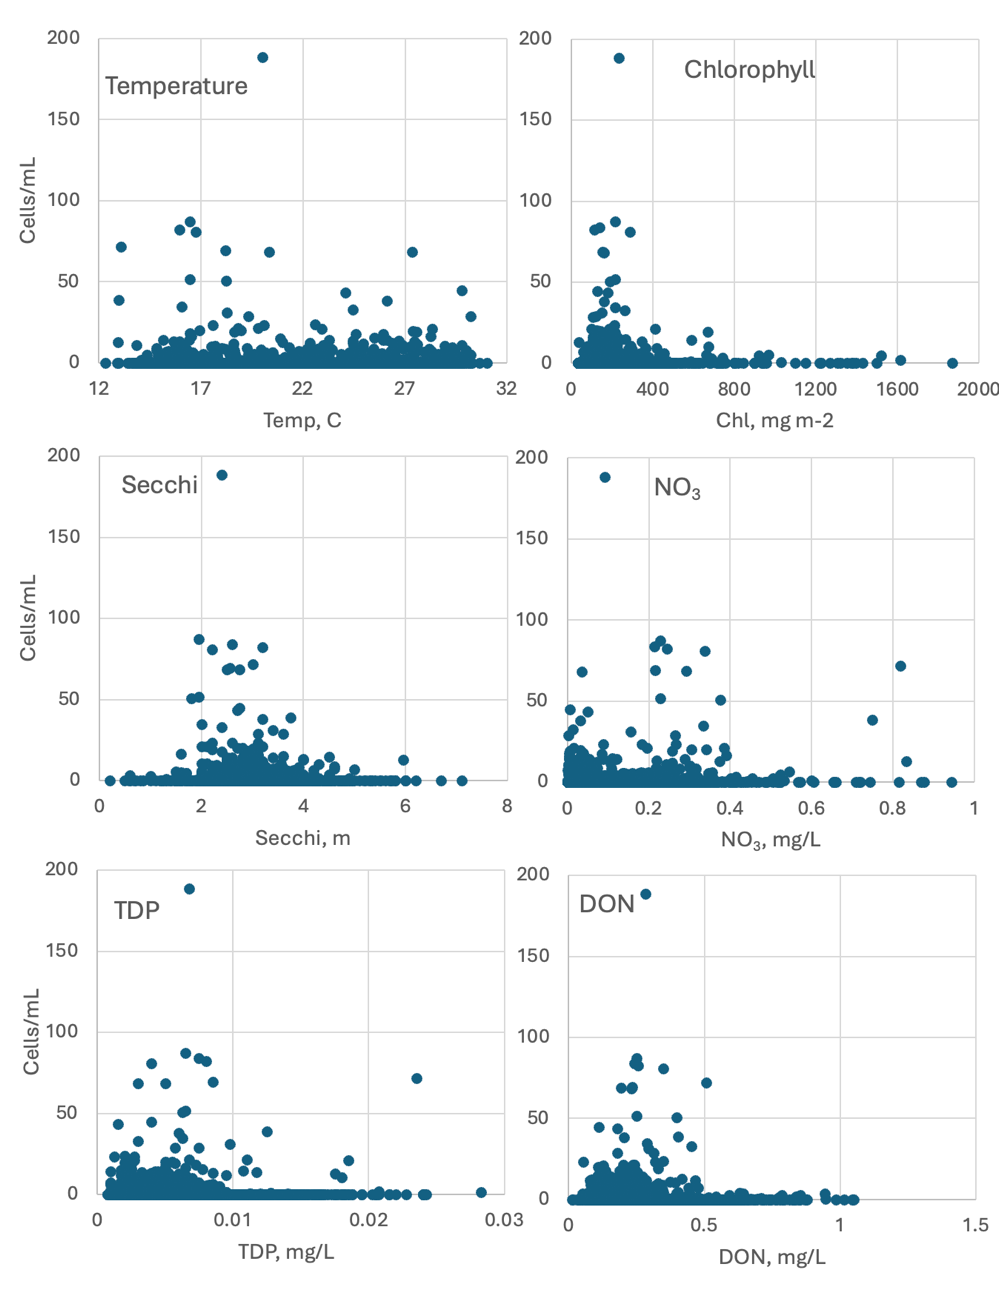 200
150
100
50
0
Cells/mL
Temperature
12 17 22 27 32
Temp, C
200
150
100
50
0
Chlorophyll
0 400 800 1200 1600 2000
Chl, mg m-2
200
150
100
50
0
Cells/mL
Secchi
0 2 4 6 8
Secchi, m
200
150
100
50
0
NO₃
0 0.2 0.4 0.6 0.8 1
NO₃, mg/L
200
150
100
50
0
Cells/mL
TDP
0 0.01 0.02 0.03
TDP, mg/L
200
150
100
50
0
DON
0 0.5 1 1.5
DON, mg/L